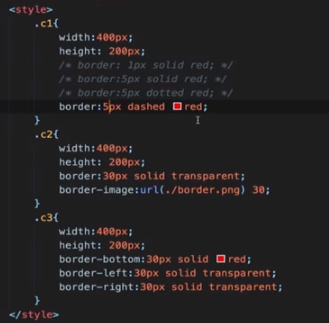 <style>
.c1{
width:400px;
height: 200px;
/* border: 1px solid red; */
/* border:5px solid red; */
/* border:5px dotted red; */
border:5px dashed red;
}
.c2{
width:400px;
height: 200px;
border:30px solid transparent;
border-image:url(./border.png) 30;
}
.c3{
width:400px;
height: 200px;
border-bottom:30px solid red;
border-left:30px solid transparent;
border-right:30px solid transparent;
}
</style>